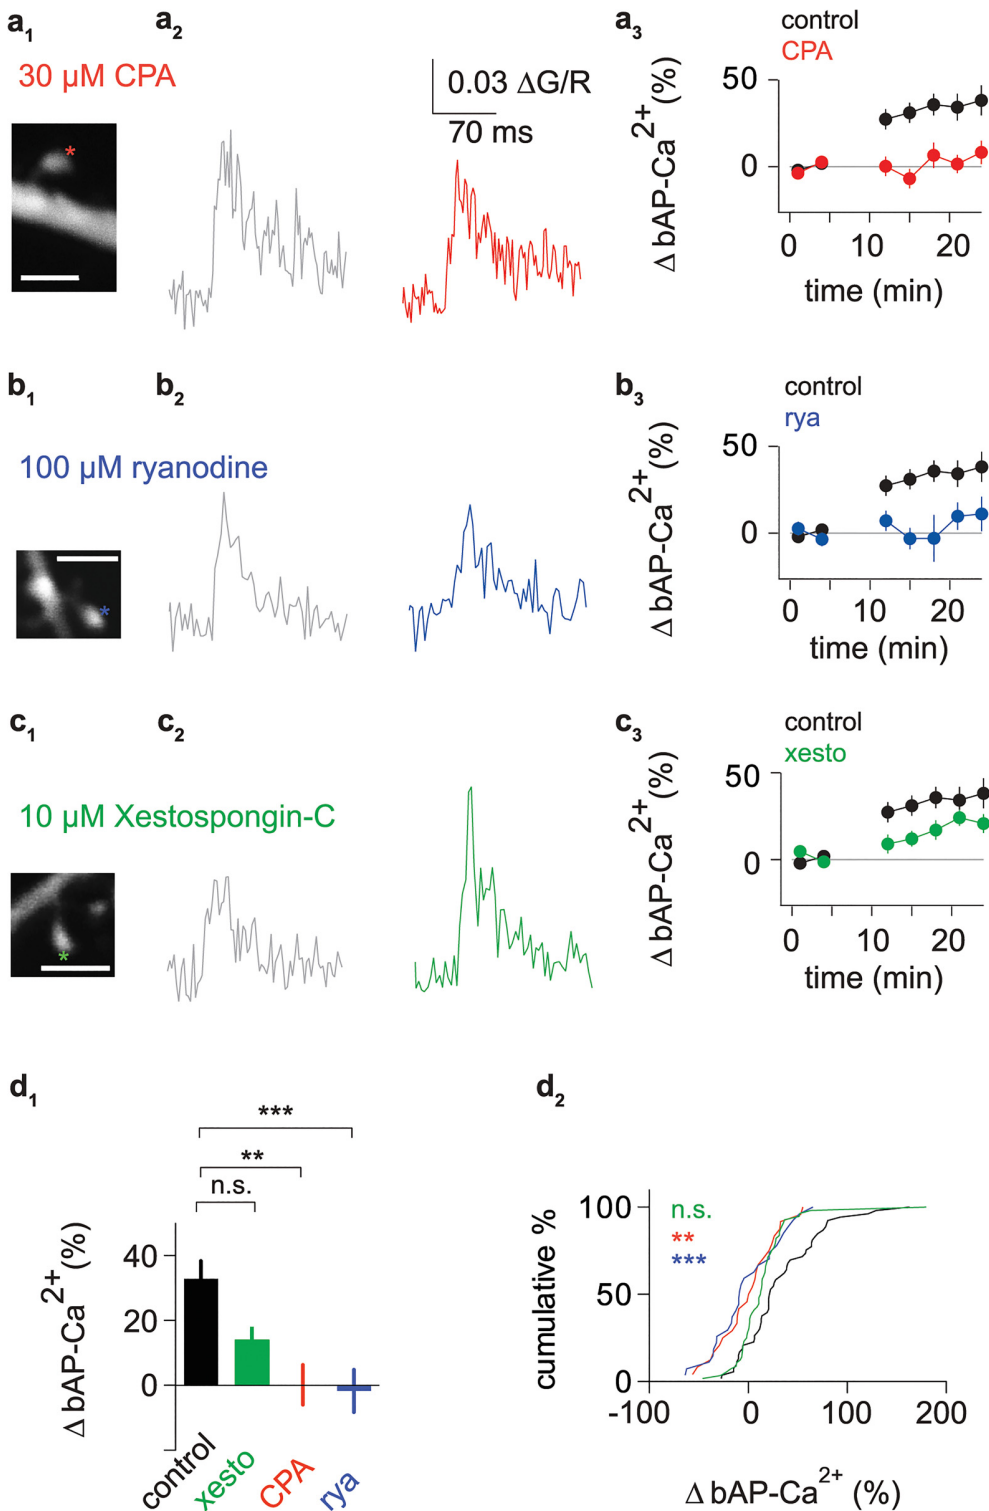 a1
a2
a3
30 µM CPA
*
0.03 ΔG/R
70 ms
control
CPA
Δ bAP-Ca2+ (%)
50
0
0 10 20
time (min)
b1
b2
b3
100 µM ryanodine
*
control
rya
Δ bAP-Ca2+ (%)
50
0
0 10 20
time (min)
c1
c2
c3
10 µM Xestospongin-C
*
control
xesto
Δ bAP-Ca2+ (%)
50
0
0 10 20
time (min)
d1
***
**
n.s.
Δ bAP-Ca2+ (%)
40
20
0
control xesto CPA rya
d2
n.s.
**
***
cumulative %
100
50
0
-100 0 100 200
Δ bAP-Ca2+ (%)